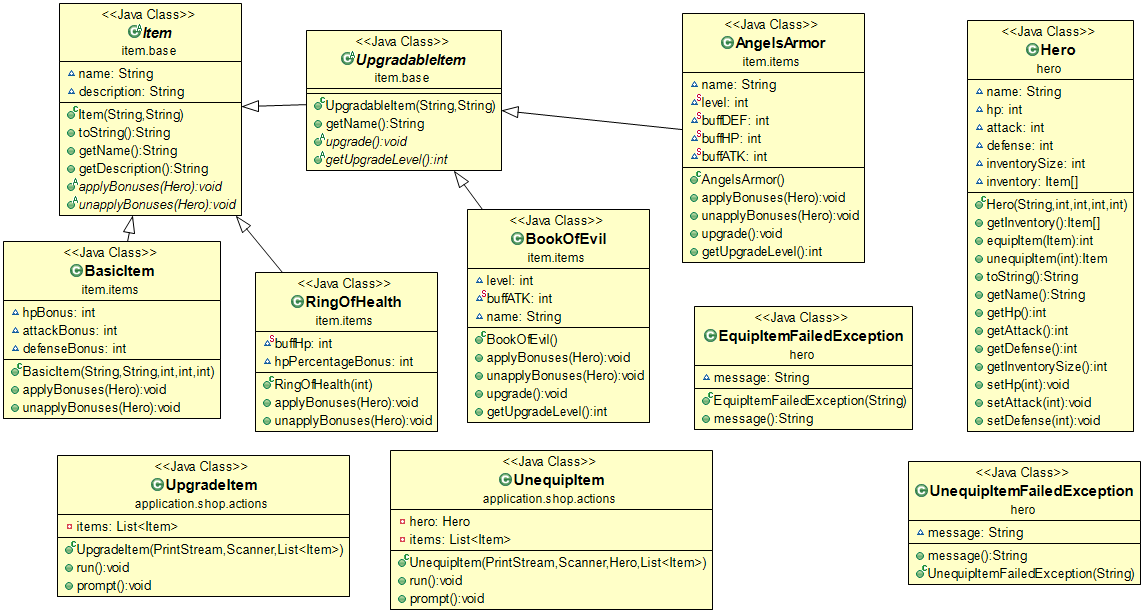 <<Java Class>>
Item
item.base
name: String
description: String
Item(String,String)
toString():String
getName():String
getDescription():String
applyBonuses(Hero):void
unapplyBonuses(Hero):void
<<Java Class>>
UpgradableItem
item.base
UpgradableItem(String,String)
getName():String
upgrade():void
getUpgradeLevel():int
<<Java Class>>
AngelsArmor
item.items
name: String
level: int
buffDEF: int
buffHP: int
buffATK: int
AngelsArmor()
applyBonuses(Hero):void
unapplyBonuses(Hero):void
upgrade():void
getUpgradeLevel():int
<<Java Class>>
Hero
hero
name: String
hp: int
attack: int
defense: int
inventorySize: int
inventory: Item[]
Hero(String,int,int,int,int)
getInventory():Item[]
equipItem(Item):int
unequipItem(int):Item
toString():String
getName():String
getHp():int
getAttack():int
getDefense():int
getInventorySize():int
setHp(int):void
setAttack(int):void
setDefense(int):void
<<Java Class>>
BasicItem
item.items
hpBonus: int
attackBonus: int
defenseBonus: int
BasicItem(String,String,int,int,int)
applyBonuses(Hero):void
unapplyBonuses(Hero):void
<<Java Class>>
RingOfHealth
item.items
buffHp: int
hpPercentageBonus: int
RingOfHealth(int)
applyBonuses(Hero):void
unapplyBonuses(Hero):void
<<Java Class>>
BookOfEvil
item.items
level: int
buffATK: int
name: String
BookOfEvil()
applyBonuses(Hero):void
unapplyBonuses(Hero):void
upgrade():void
getUpgradeLevel():int
<<Java Class>>
EquipItemFailedException
hero
message: String
EquipItemFailedException(String)
message():String
<<Java Class>>
UpgradeItem
application.shop.actions
items: List<Item>
UpgradeItem(PrintStream,Scanner,List<Item>)
run():void
prompt():void
<<Java Class>>
UnequipItem
application.shop.actions
hero: Hero
items: List<Item>
UnequipItem(PrintStream,Scanner,Hero,List<Item>)
run():void
prompt():void
<<Java Class>>
UnequipItemFailedException
hero
message: String
message():String
UnequipItemFailedException(String)